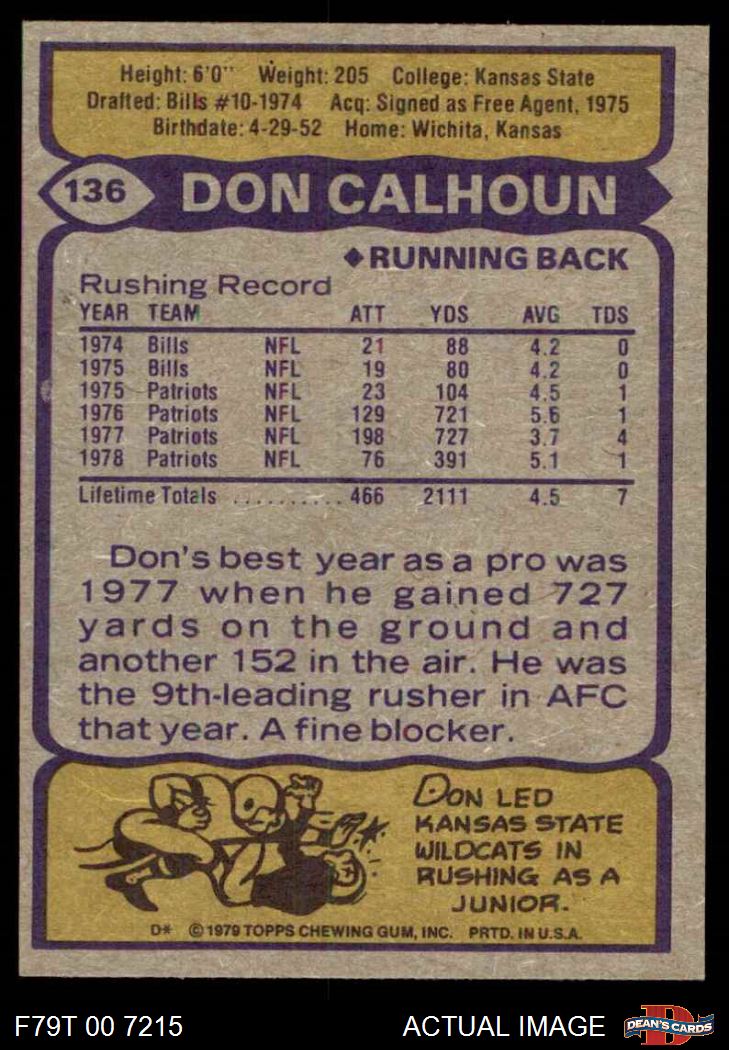 Height: 6'0" Weight: 205 College: Kansas State
Drafted: Bills #10-1974 Acq: Signed as Free Agent, 1975
Birthdate: 4-29-52 Home: Wichita, Kansas
136 DON CALHOUN
◆RUNNING BACK
Rushing Record
YEAR TEAM ATT YDS AVG TDS
1974 Bills NFL 21 88 4.2 0
1975 Bills NFL 19 80 4.2 0
1975 Patriots NFL 23 104 4.5 1
1976 Patriots NFL 129 721 5.6 1
1977 Patriots NFL 198 727 3.7 4
1978 Patriots NFL 76 391 5.1 1
Lifetime Totals .......... 466 2111 4.5 7
Don's best year as a pro was
1977 when he gained 727
yards on the ground and
another 152 in the air. He was
the 9th-leading rusher in AFC
that year. A fine blocker.
DON LED
KANSAS STATE
WILDCATS IN
RUSHING AS A
JUNIOR.
D* © 1979 TOPPS CHEWING GUM, INC. PRTD. IN U.S.A.
F79T 00 7215 ACTUAL IMAGE D DEAN'S CARDS